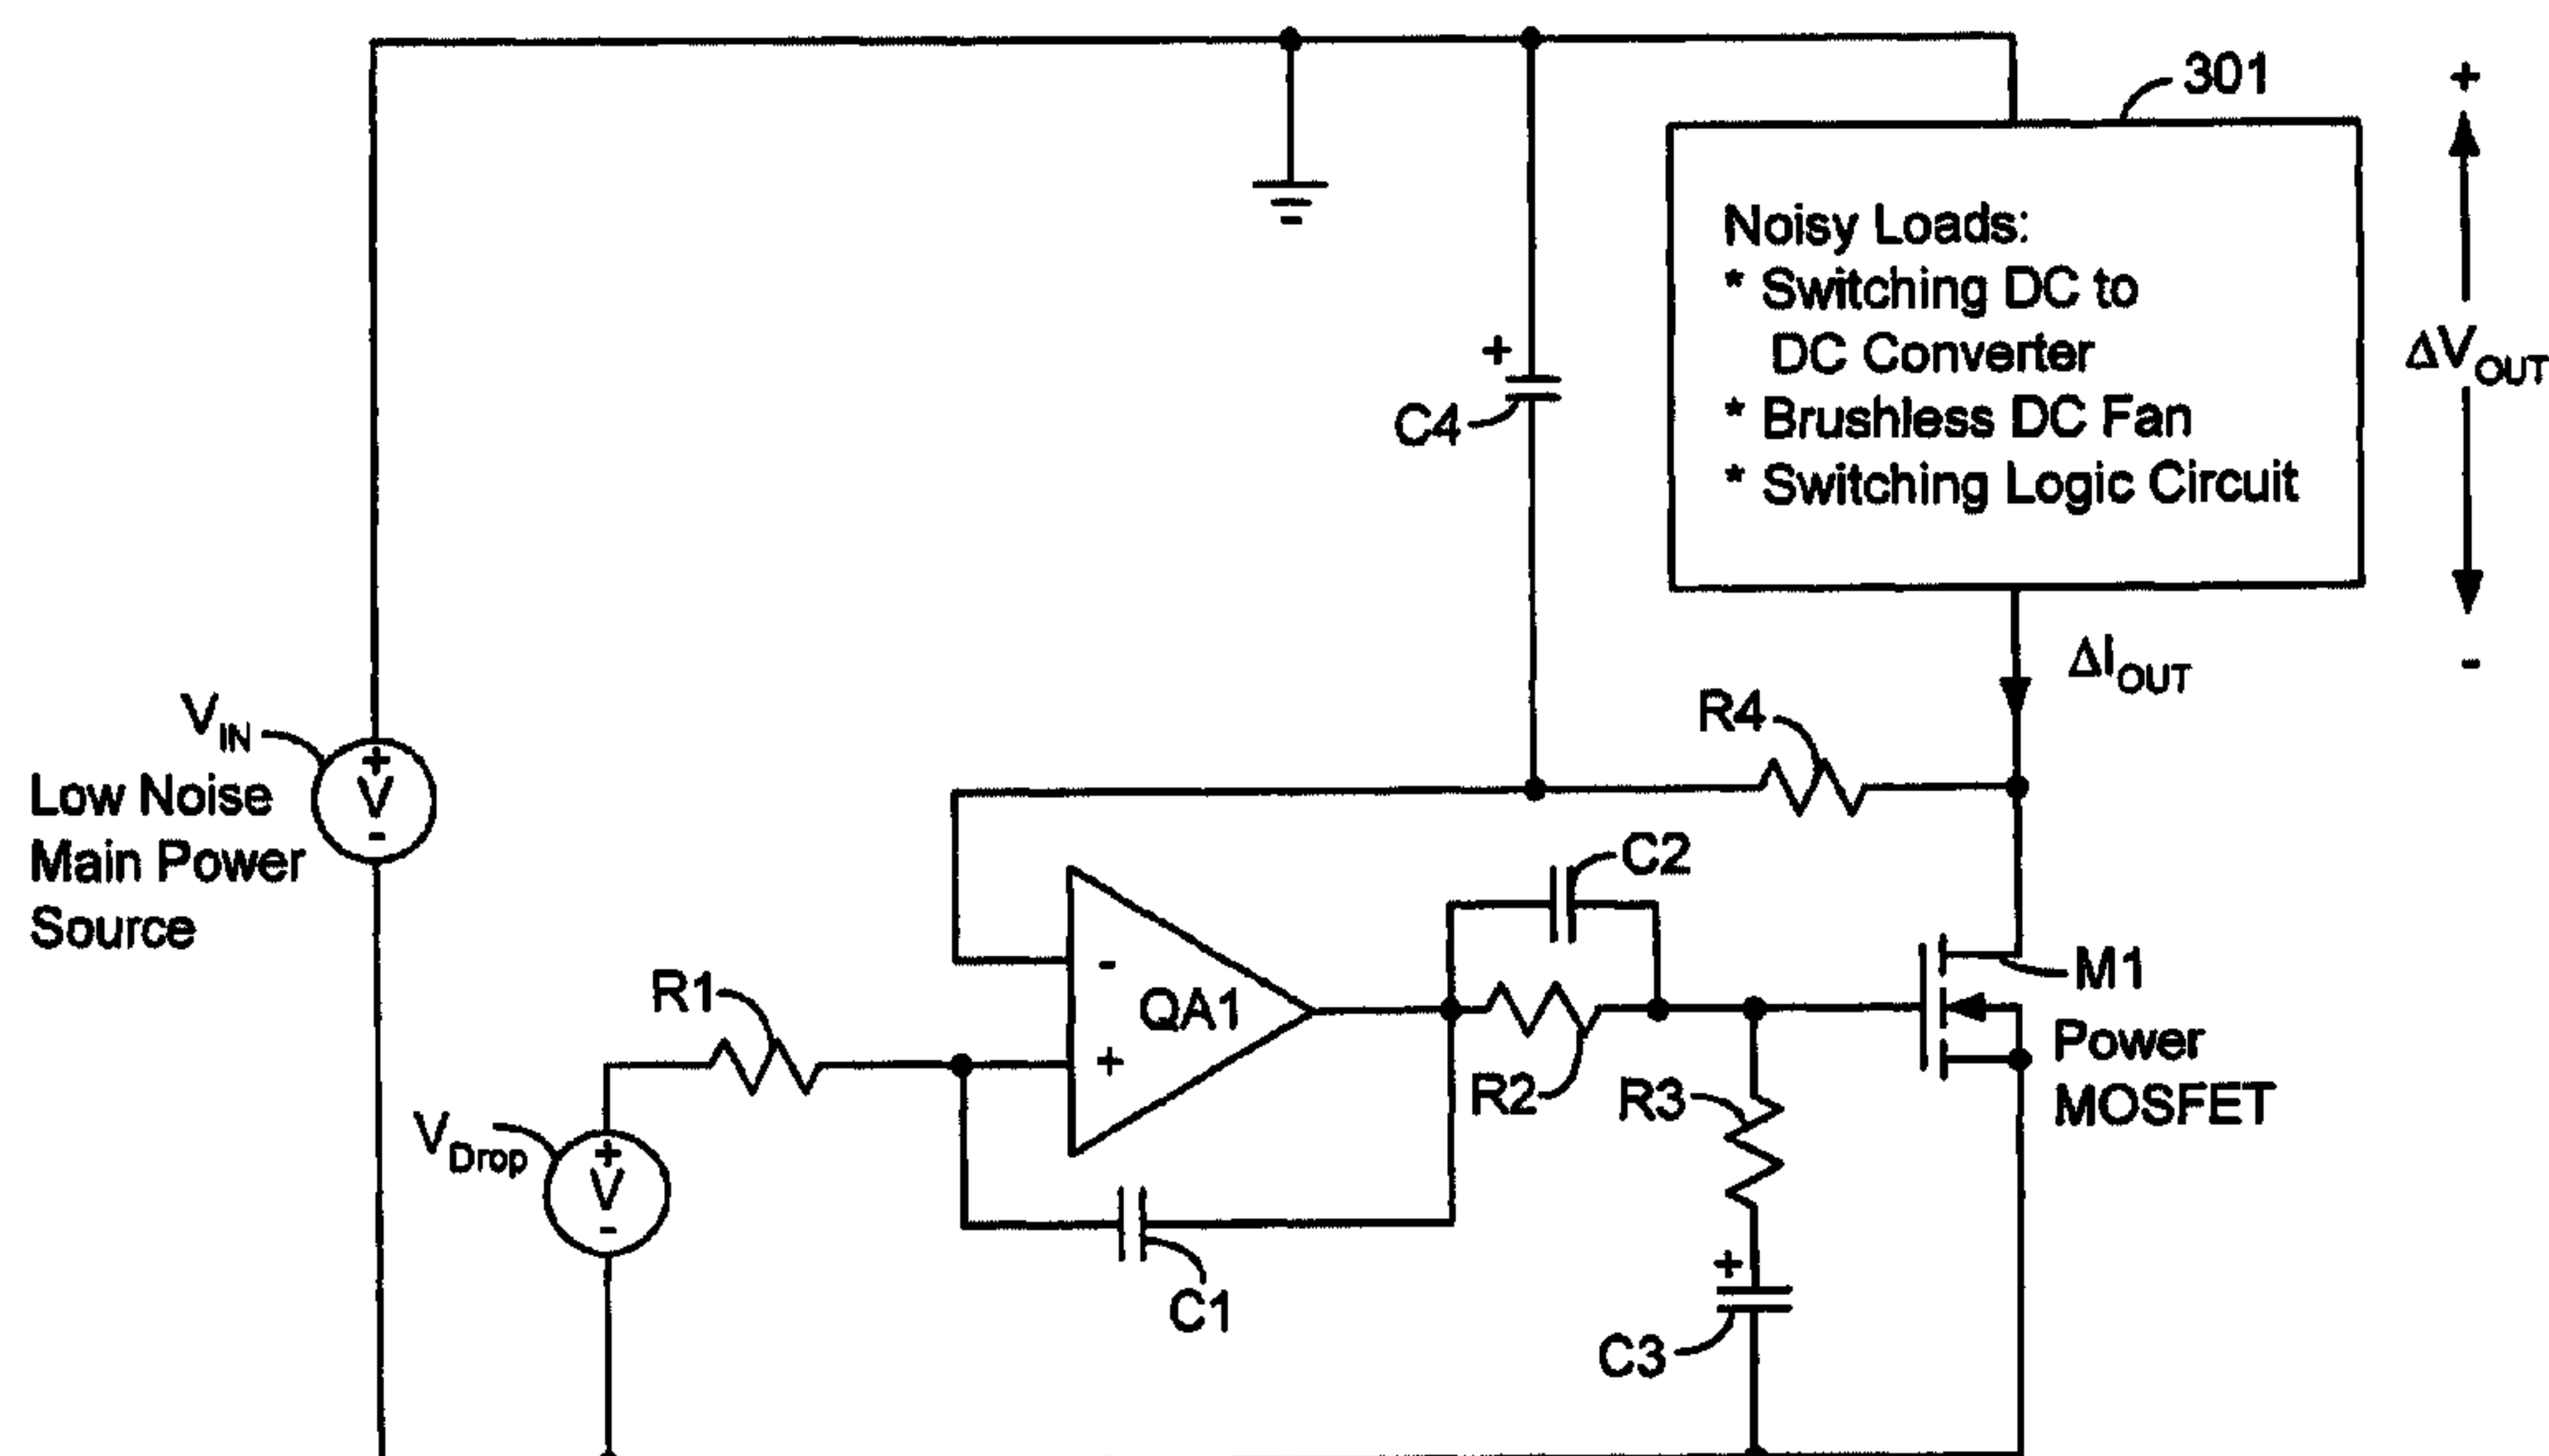 301
+
Noisy Loads:
* Switching DC to
DC Converter
* Brushless DC Fan
* Switching Logic Circuit
ΔVOUT
+
C4
-
ΔIOUT
R4
VIN
Low Noise
Main Power
Source
+
V
-
C2
-
QA1
+
R1
M1
Power
MOSFET
R2
R3
VDrop
+
V
-
C1
+
C3